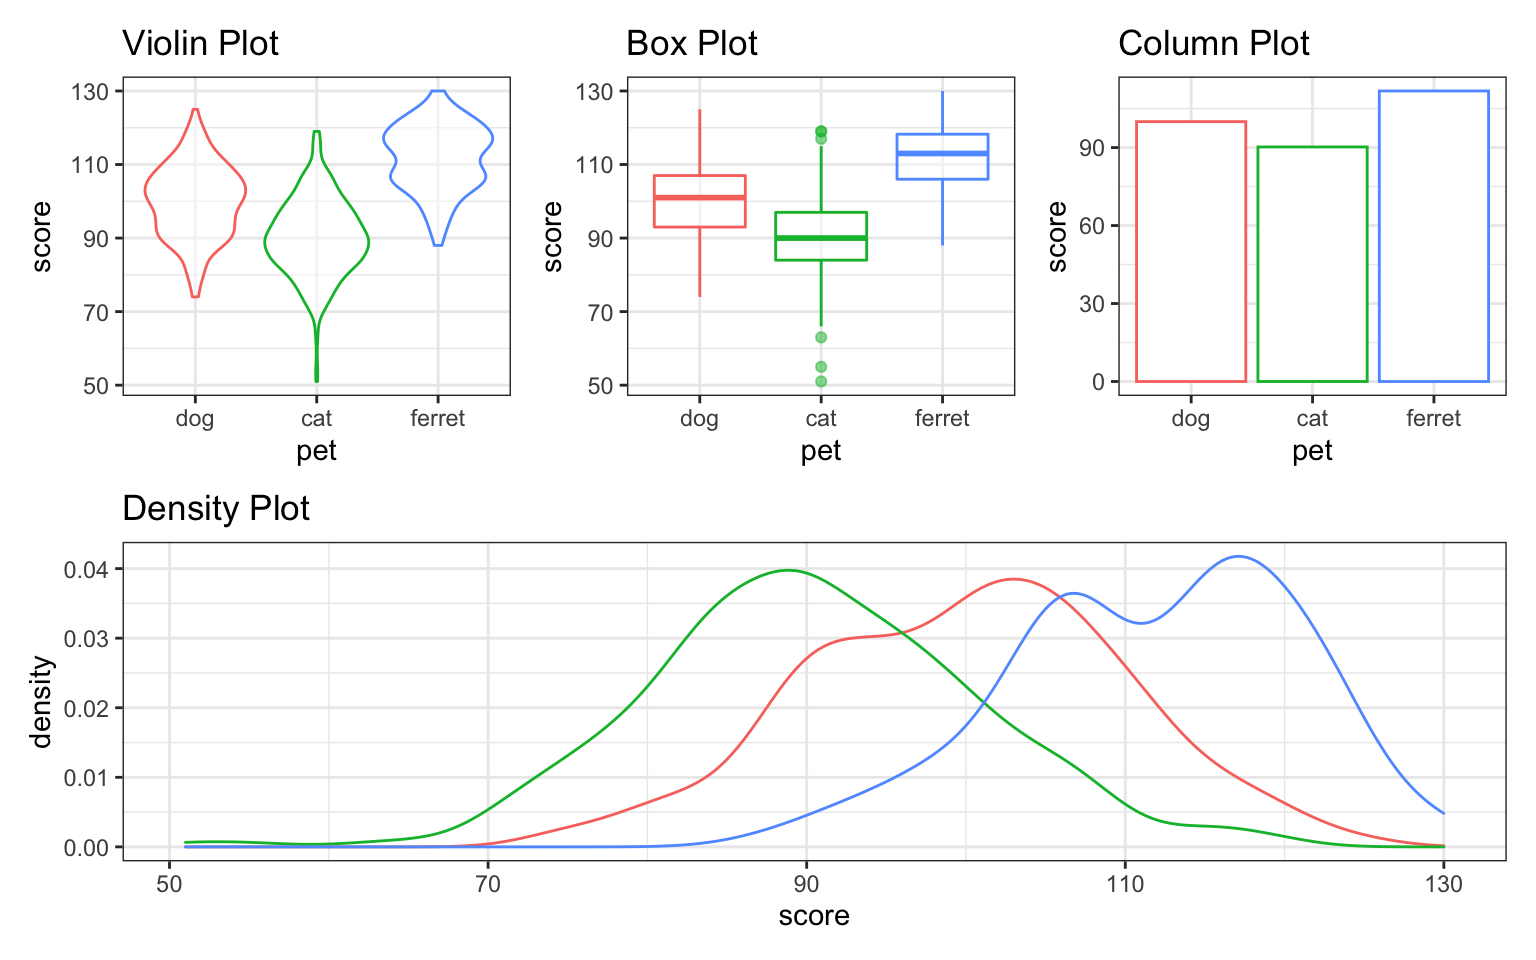 Violin Plot
score
130
110
90
70
50
dog cat ferret
pet
Box Plot
score
130
110
90
70
50
dog cat ferret
pet
Column Plot
score
90
60
30
0
dog cat ferret
pet
Density Plot
density
0.04
0.03
0.02
0.01
0.00
50 70 90 110 130
score